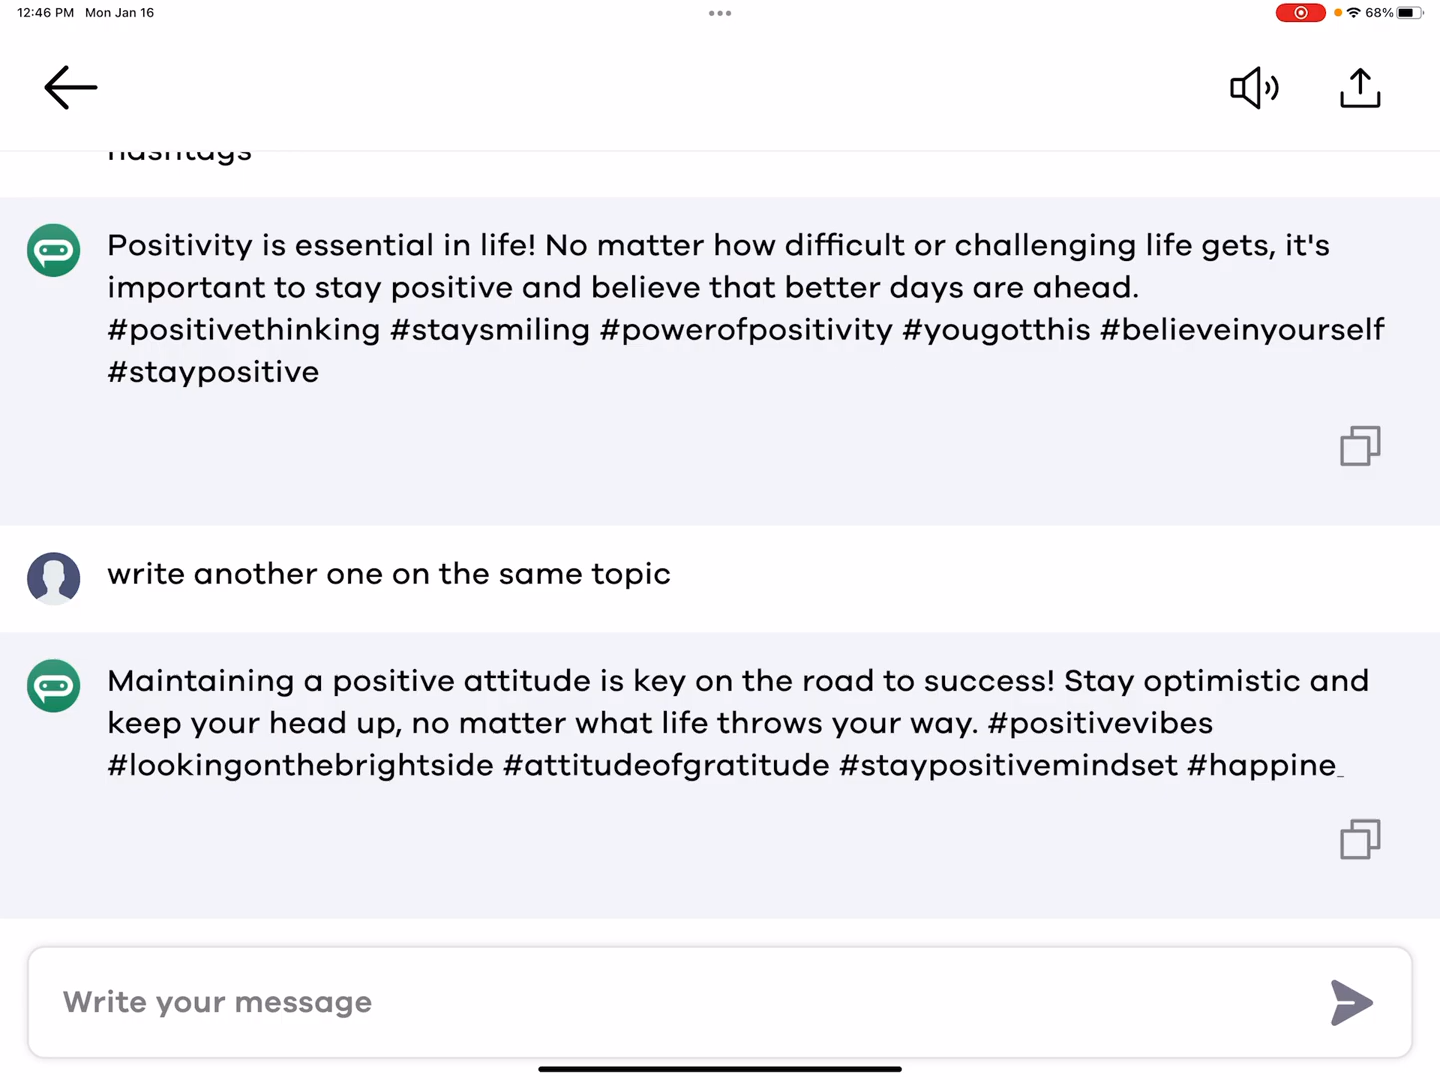 12:46 PM Mon Jan 16
68%
hashtags
Positivity is essential in life! No matter how difficult or challenging life gets, it's
important to stay positive and believe that better days are ahead.
#positivethinking #staysmiling #powerofpositivity #yougotthis #believeinyourself
#staypositive
write another one on the same topic
Maintaining a positive attitude is key on the road to success! Stay optimistic and
keep your head up, no matter what life throws your way. #positivevibes
#lookingonthebrightside #attitudeofgratitude #staypositivemindset #happine_
Write your message